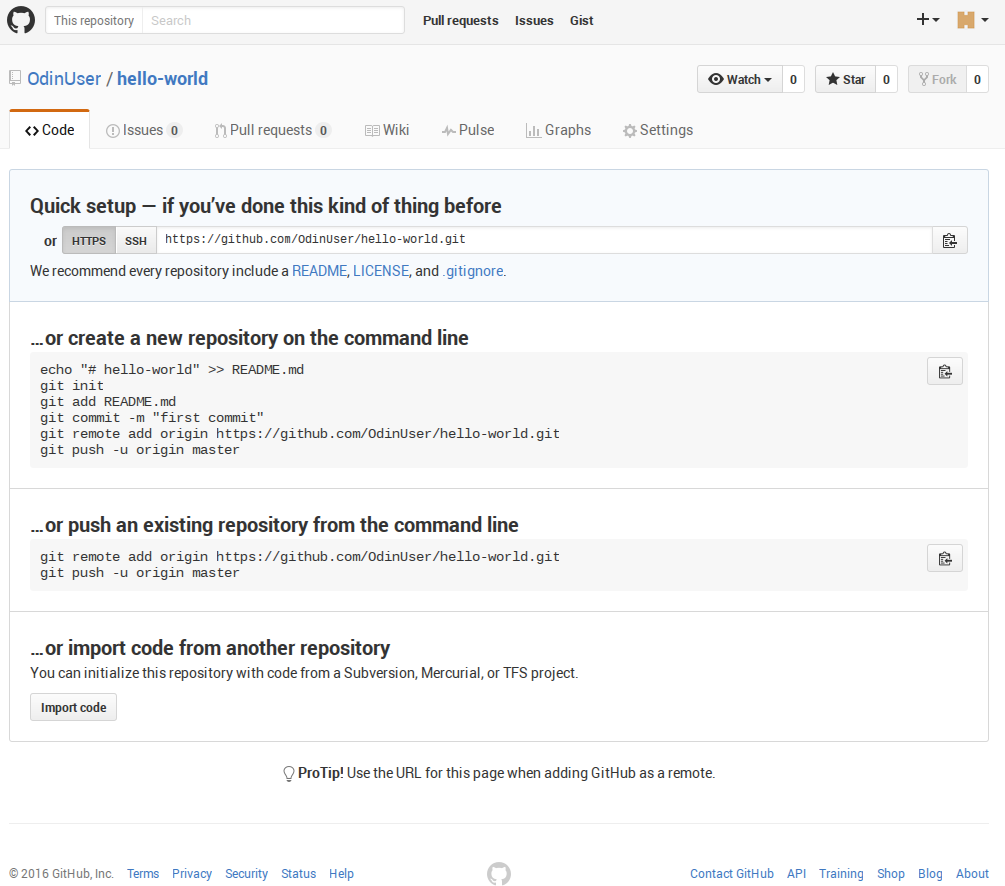 This repository Search Pull requests Issues Gist
OdinUser / hello-world Watch 0 Star 0 Fork 0
Code Issues 0 Pull requests 0 Wiki Pulse Graphs Settings
Quick setup — if you’ve done this kind of thing before
or HTTPS SSH https://github.com/OdinUser/hello-world.git
We recommend every repository include a README, LICENSE, and .gitignore.
…or create a new repository on the command line
echo "# hello-world" >> README.md
git init
git add README.md
git commit -m "first commit"
git remote add origin https://github.com/OdinUser/hello-world.git
git push -u origin master
…or push an existing repository from the command line
git remote add origin https://github.com/OdinUser/hello-world.git
git push -u origin master
…or import code from another repository
You can initialize this repository with code from a Subversion, Mercurial, or TFS project.
Import code
ProTip! Use the URL for this page when adding GitHub as a remote.
© 2016 GitHub, Inc. Terms Privacy Security Status Help Contact GitHub API Training Shop Blog About